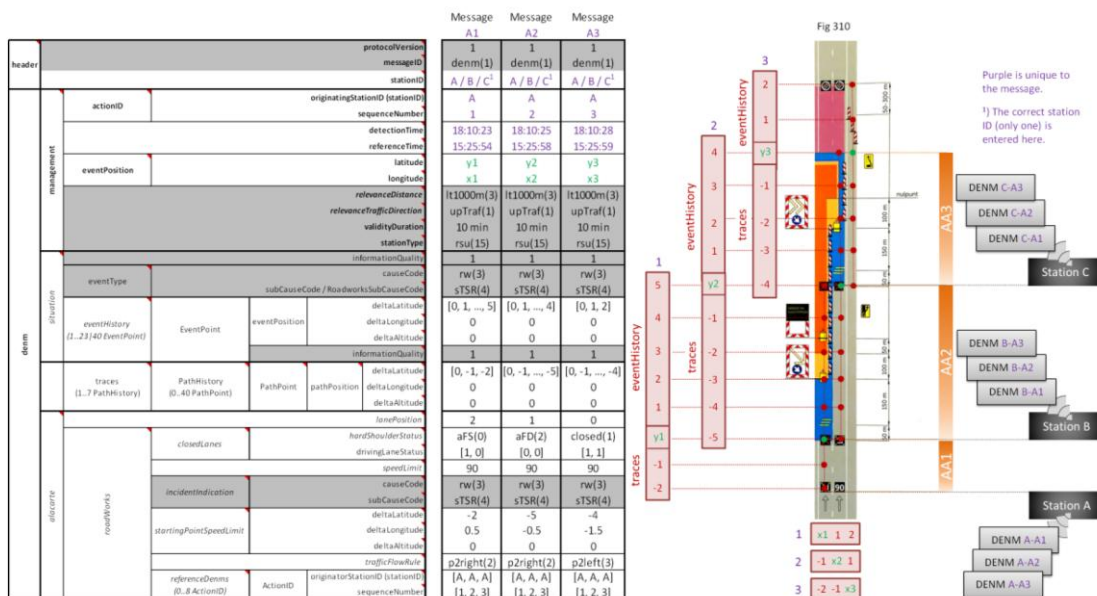 Message Message Message
A1 A2 A3
header protocolVersion 1 1 1
messageID denm(1) denm(1) denm(1)
stationID A / B / C¹ A / B / C¹ A / B / C¹
denm management actionID originatingStationID (stationID) A A A
sequenceNumber 1 2 3
detectionTime 18:10:23 18:10:25 18:10:28
referenceTime 15:25:54 15:25:58 15:25:59
eventPosition latitude y1 y2 y3
longitude x1 x2 x3
relevanceDistance lt1000m(3) lt1000m(3) lt1000m(3)
relevanceTrafficDirection upTraf(1) upTraf(1) upTraf(1)
validityDuration 10 min 10 min 10 min
stationType rsu(15) rsu(15) rsu(15)
situation informationQuality 1 1 1
eventType causeCode rw(3) rw(3) rw(3)
subCauseCode / RoadworksSubCauseCode sTSR(4) sTSR(4) sTSR(4)
eventHistory (1..23|40 EventPoint) EventPoint eventPosition deltaLatitude [0, 1, ..., 5] [0, 1, ..., 4] [0, 1, 2]
deltaLongitude 0 0 0
deltaAltitude 0 0 0
informationQuality 1 1 1
traces (1..7 PathHistory) PathHistory (0..40 PathPoint) PathPoint pathPosition deltaLatitude [0, -1, -2] [0, -1, ..., -5] [0, -1, ..., -4]
deltaLongitude 0 0 0
deltaAltitude 0 0 0
alacarte lanePosition 2 1 0
roadWorks closedLanes hardShoulderStatus aFS(0) aFD(2) closed(1)
drivingLaneStatus [1, 0] [0, 0] [1, 1]
speedLimit 90 90 90
incidentIndication causeCode rw(3) rw(3) rw(3)
subCauseCode sTSR(4) sTSR(4) sTSR(4)
startingPointSpeedLimit deltaLatitude -2 -5 -4
deltaLongitude 0.5 -0.5 -1.5
deltaAltitude 0 0 0
trafficFlowRule p2right(2) p2right(2) p2left(3)
referenceDenms (0..8 ActionID) ActionID originatorStationID (stationID) [A, A, A] [A, A, A] [A, A, A]
sequenceNumber [1, 2, 3] [1, 2, 3] [1, 2, 3]
1
eventHistory
5
4
3
2
1
y1
traces
-1
-2
2
eventHistory
4
3
2
1
y2
traces
-1
-2
-3
-4
-5
3
eventHistory
2
1
y3
traces
-1
-2
-3
-4
Fig 310
50-300 m
nulpunt
100 m
150 m
50 m
100 m
50 m
150 m
50 m
90
1 x1 1 2
2 -1 x2 1
3 -2 -1 x3
AA3
AA2
AA1
Purple is unique to
the message.
¹) The correct station
ID (only one) is
entered here.
DENM C-A3
DENM C-A2
DENM C-A1
Station C
DENM B-A3
DENM B-A2
DENM B-A1
Station B
Station A
DENM A-A1
DENM A-A2
DENM A-A3